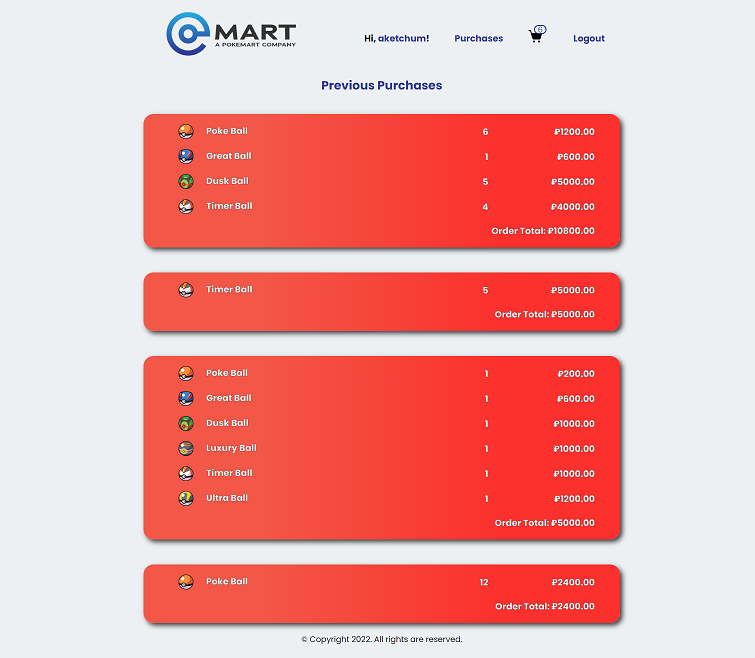 MART
A POKEMART COMPANY
Hi, aketchum! Purchases 6 Logout
Previous Purchases
Poke Ball 6 ₽1200.00
Great Ball 1 ₽600.00
Dusk Ball 5 ₽5000.00
Timer Ball 4 ₽4000.00
Order Total: ₽10800.00
Timer Ball 5 ₽5000.00
Order Total: ₽5000.00
Poke Ball 1 ₽200.00
Great Ball 1 ₽600.00
Dusk Ball 1 ₽1000.00
Luxury Ball 1 ₽1000.00
Timer Ball 1 ₽1000.00
Ultra Ball 1 ₽1200.00
Order Total: ₽5000.00
Poke Ball 12 ₽2400.00
Order Total: ₽2400.00
© Copyright 2022. All rights are reserved.